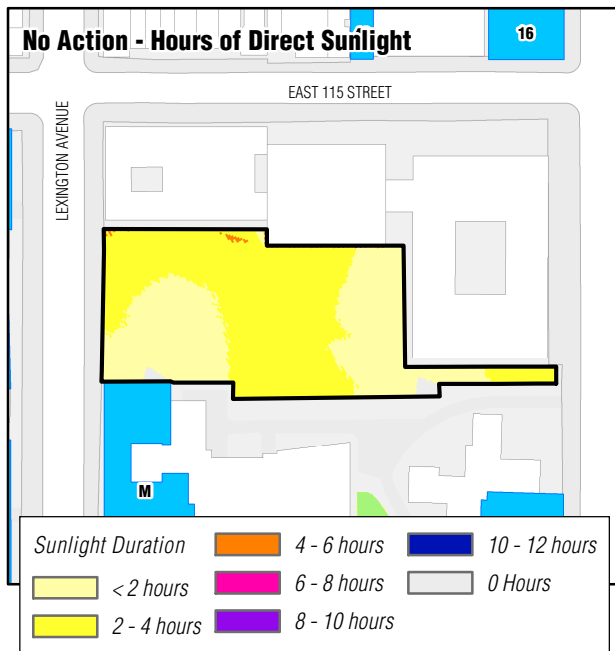 No Action - Hours of Direct Sunlight
16
EAST 115 STREET
LEXINGTON AVENUE
M
Sunlight Duration
< 2 hours
2 - 4 hours
4 - 6 hours
6 - 8 hours
8 - 10 hours
10 - 12 hours
0 Hours